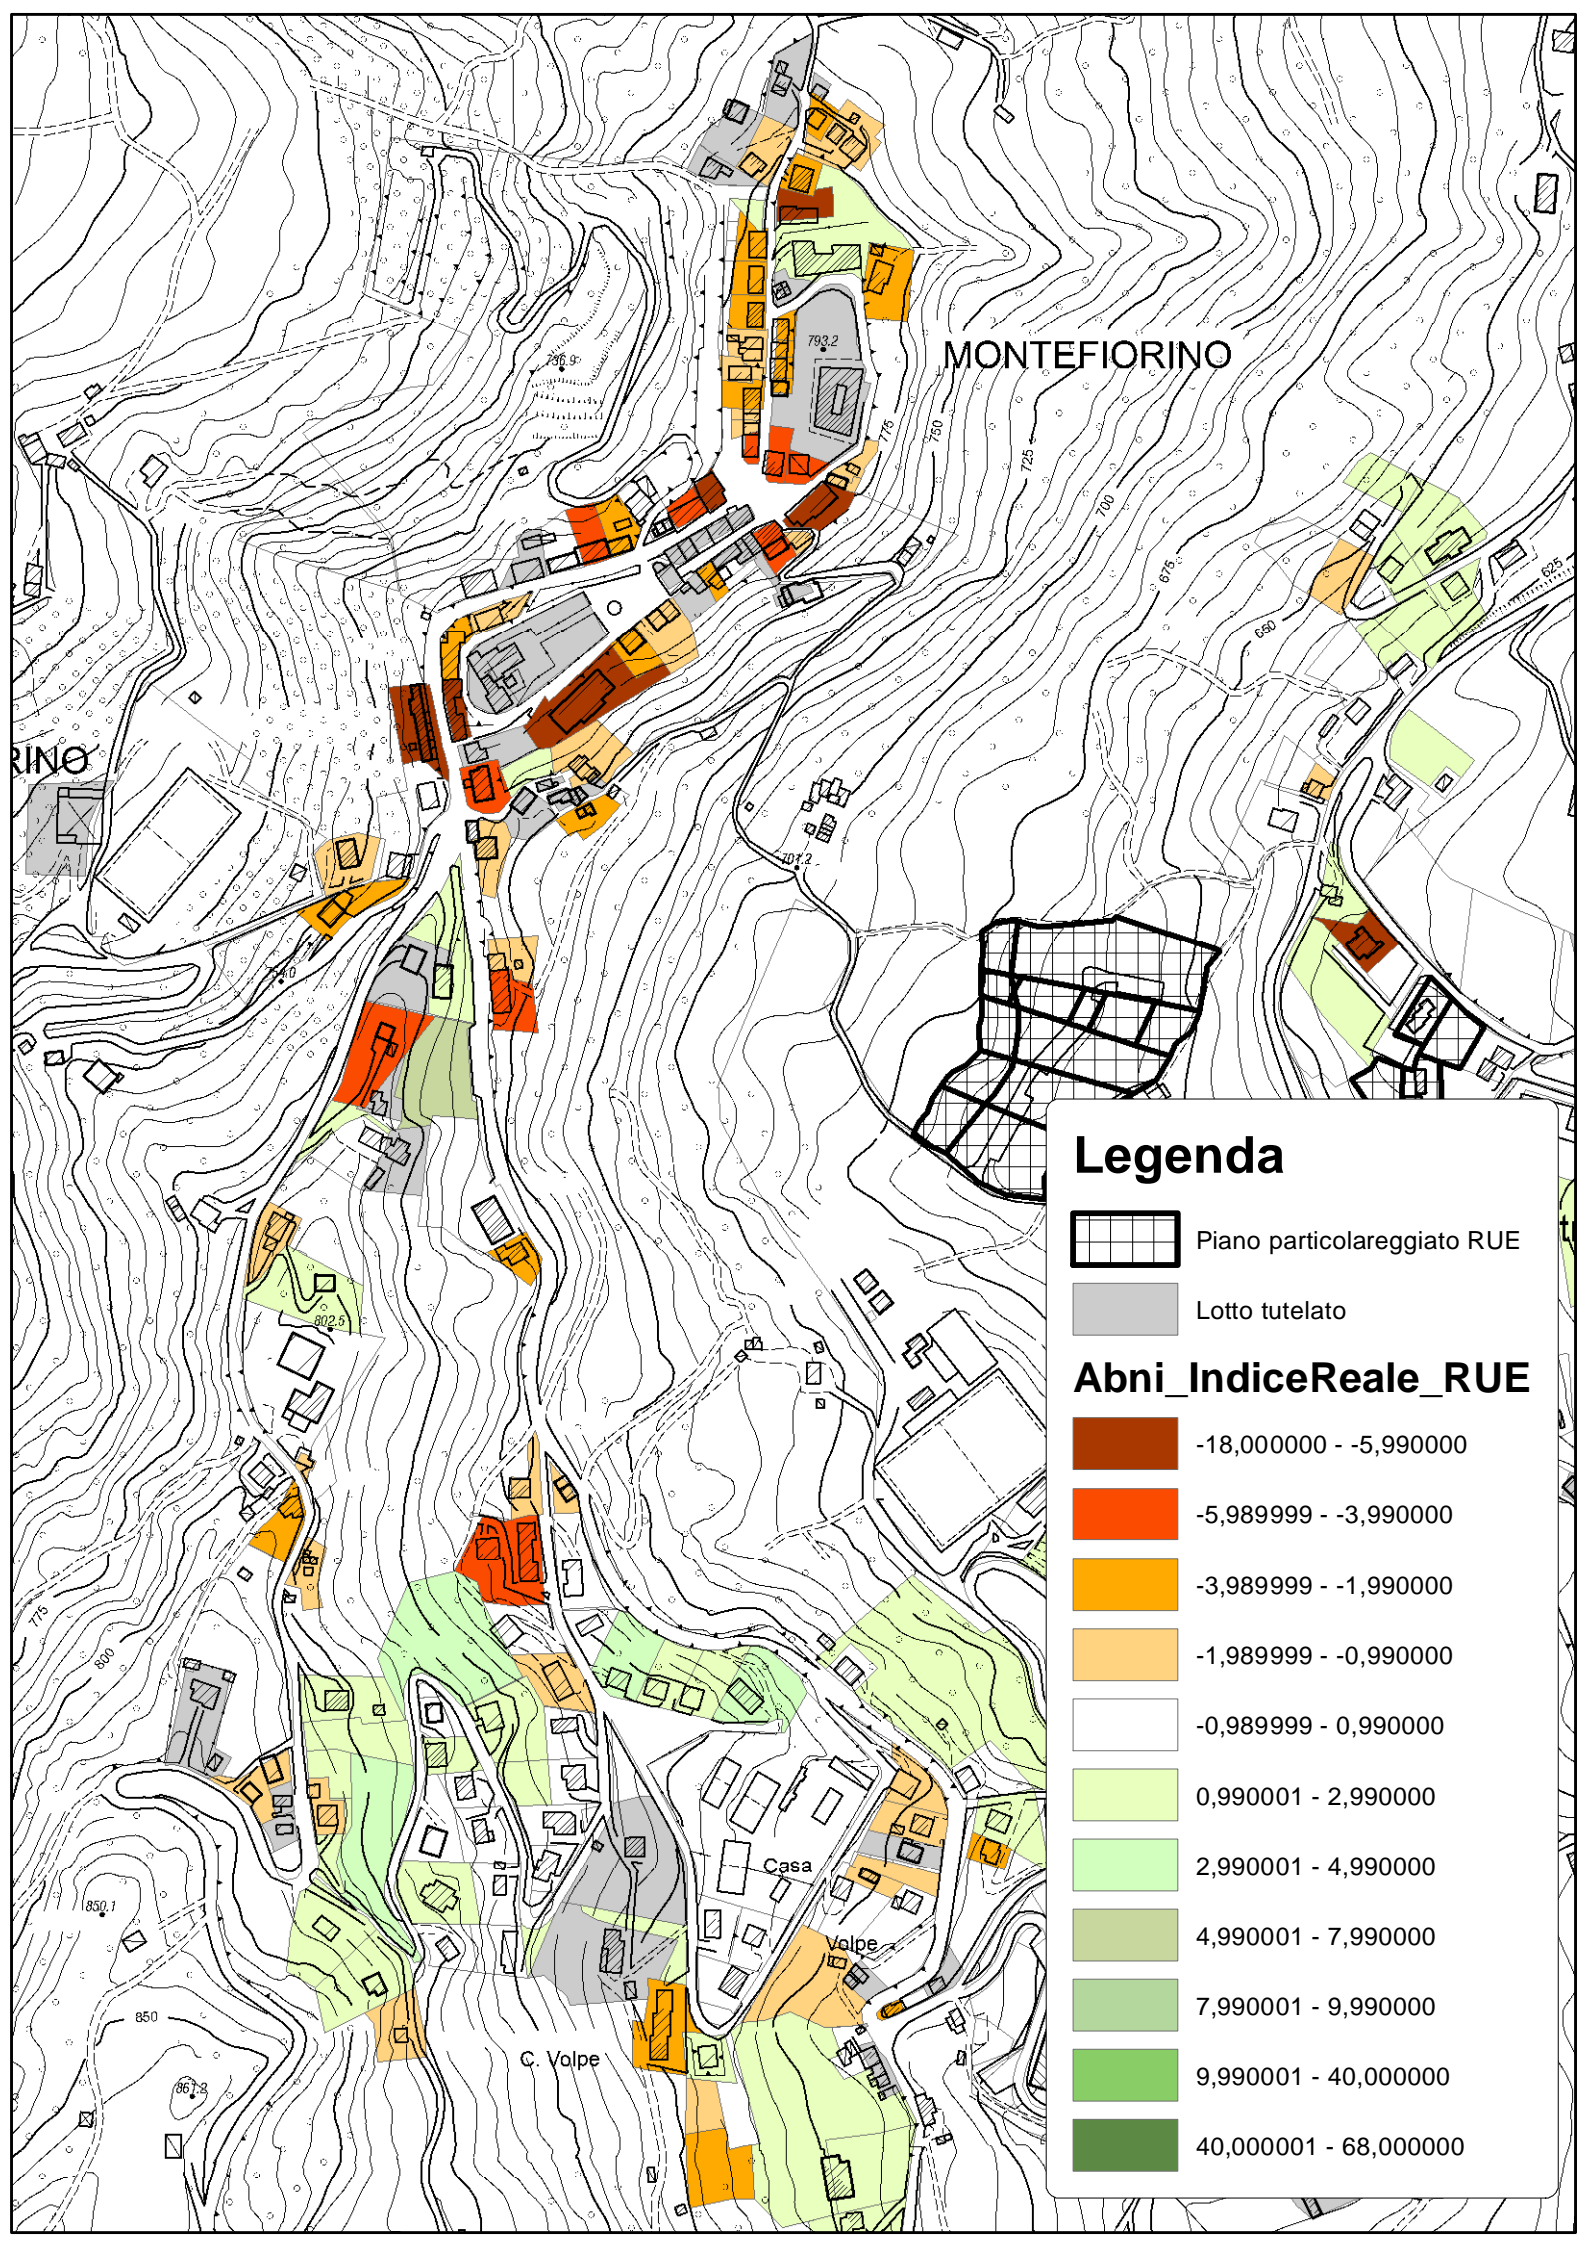 793.2
736.9
MONTEFIORINO
775
750
725
700
675
650
625
RINO
701.2
754.0
802.5
775
800
Casa
850.1
Volpe
850
C. Volpe
861.2
Legenda
Piano particolareggiato RUE
Lotto tutelato
Abni_IndiceReale_RUE
-18,000000 - -5,990000
-5,989999 - -3,990000
-3,989999 - -1,990000
-1,989999 - -0,990000
-0,989999 - 0,990000
0,990001 - 2,990000
2,990001 - 4,990000
4,990001 - 7,990000
7,990001 - 9,990000
9,990001 - 40,000000
40,000001 - 68,000000